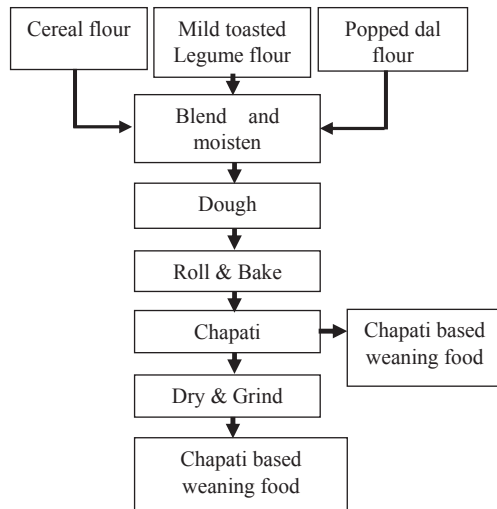 Cereal flour
Mild toasted
Legume flour
Popped dal
flour
Blend and
moisten
Dough
Roll & Bake
Chapati
Chapati based
weaning food
Dry & Grind
Chapati based
weaning food